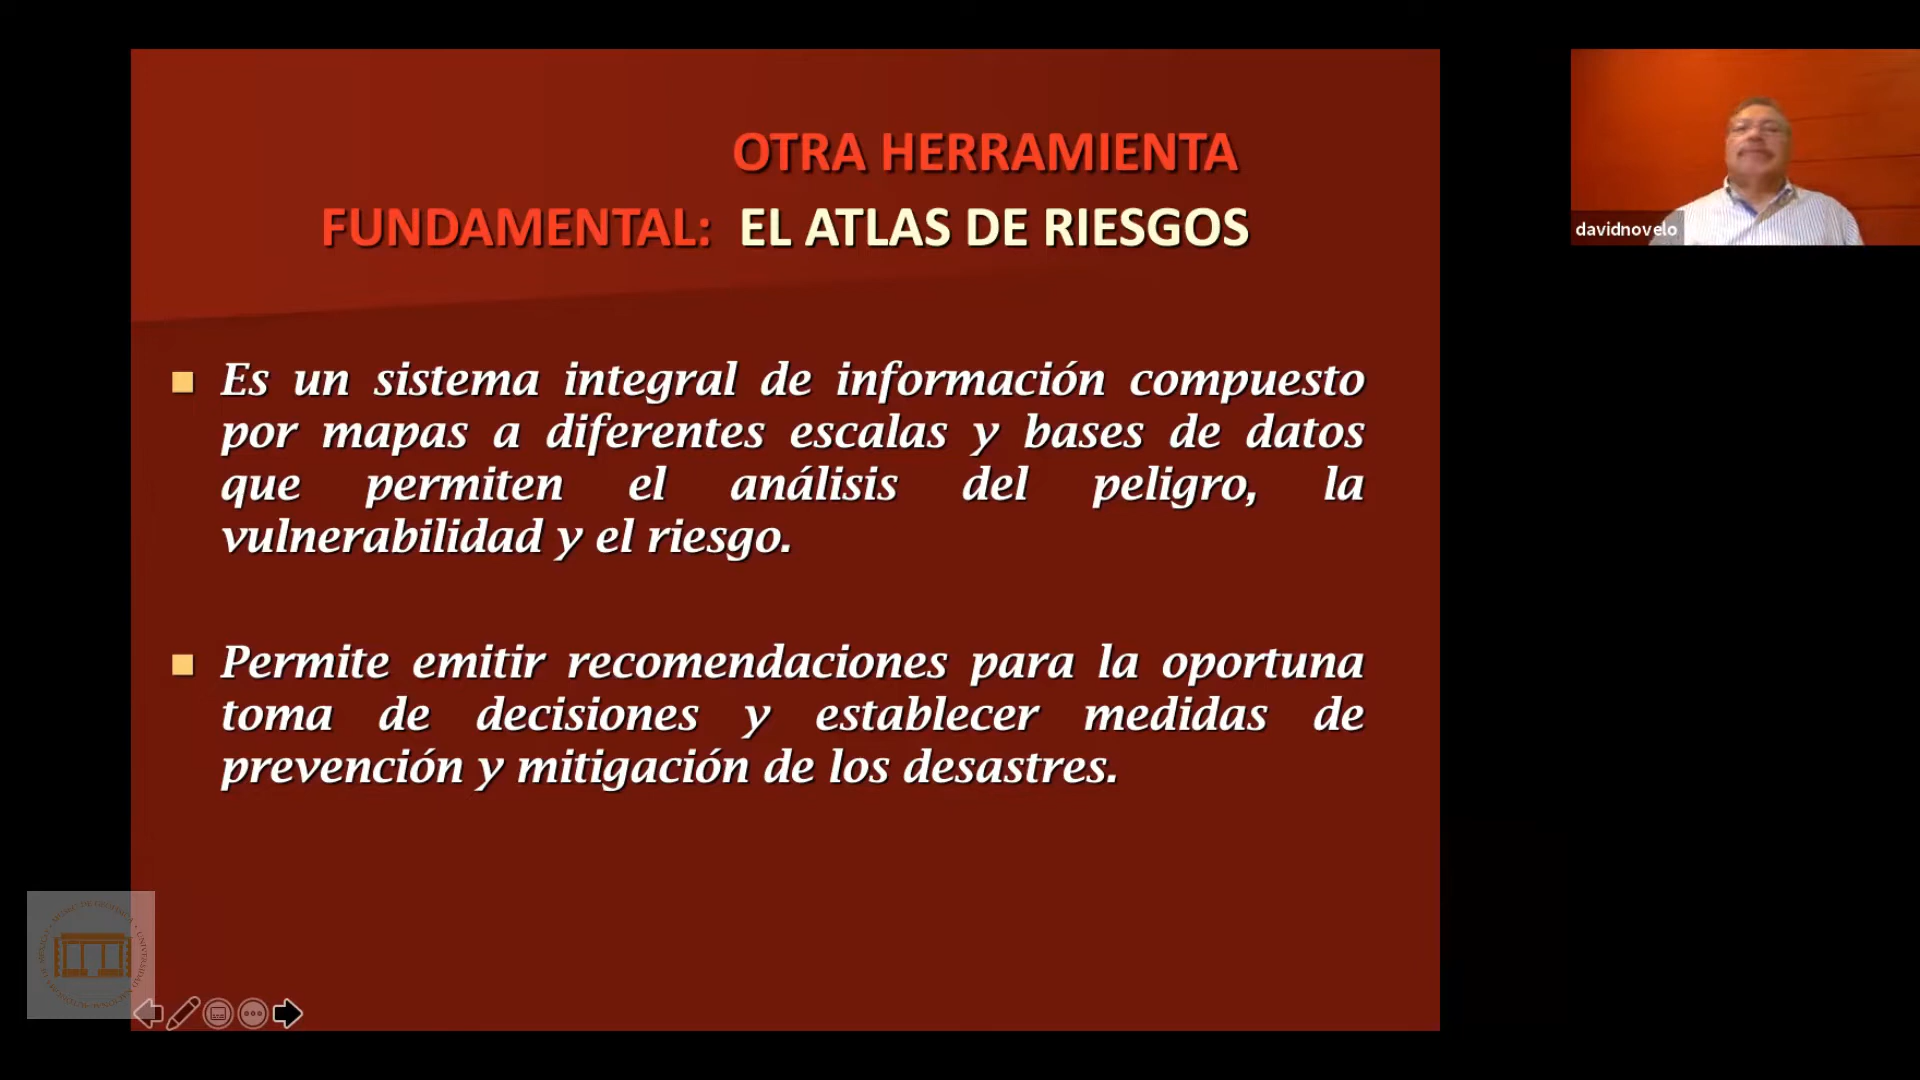 OTRA HERRAMIENTA
FUNDAMENTAL: EL ATLAS DE RIESGOS
davidnovelo
■ Es un sistema integral de información compuesto
por mapas a diferentes escalas y bases de datos
que permiten el análisis del peligro, la
vulnerabilidad y el riesgo.
■ Permite emitir recomendaciones para la oportuna
toma de decisiones y establecer medidas de
prevención y mitigación de los desastres.